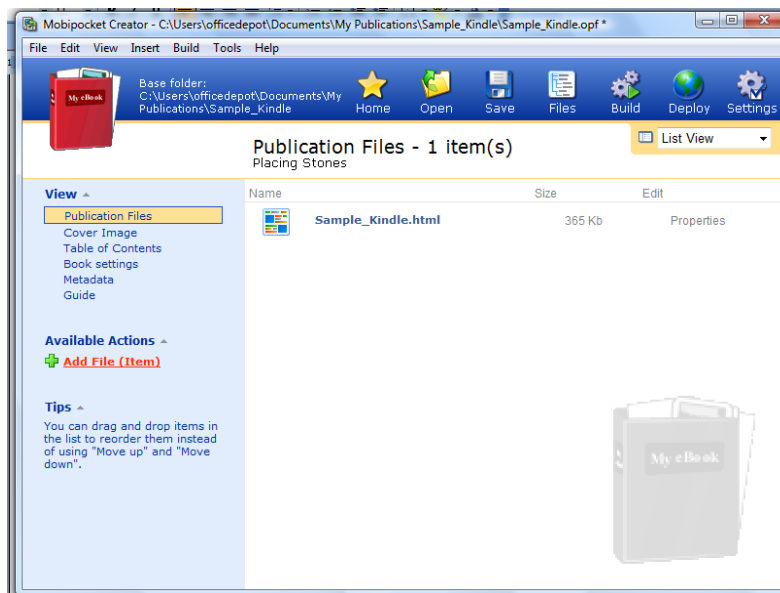 Mobipocket Creator - C:\Users\officedepot\Documents\My Publications\Sample_Kindle\Sample_Kindle.opf *
File Edit View Insert Build Tools Help
My eBook
Base folder:
C:\Users\officedepot\Documents\My
Publications\Sample_Kindle
Home Open Save Files Build Deploy Settings
Publication Files - 1 item(s)
Placing Stones
List View
View
Publication Files
Cover Image
Table of Contents
Book settings
Metadata
Guide
Available Actions
Add File (Item)
Tips
You can drag and drop items in
the list to reorder them instead
of using "Move up" and "Move
down".
Name Size Edit
Sample_Kindle.html 365 Kb Properties
My eBook